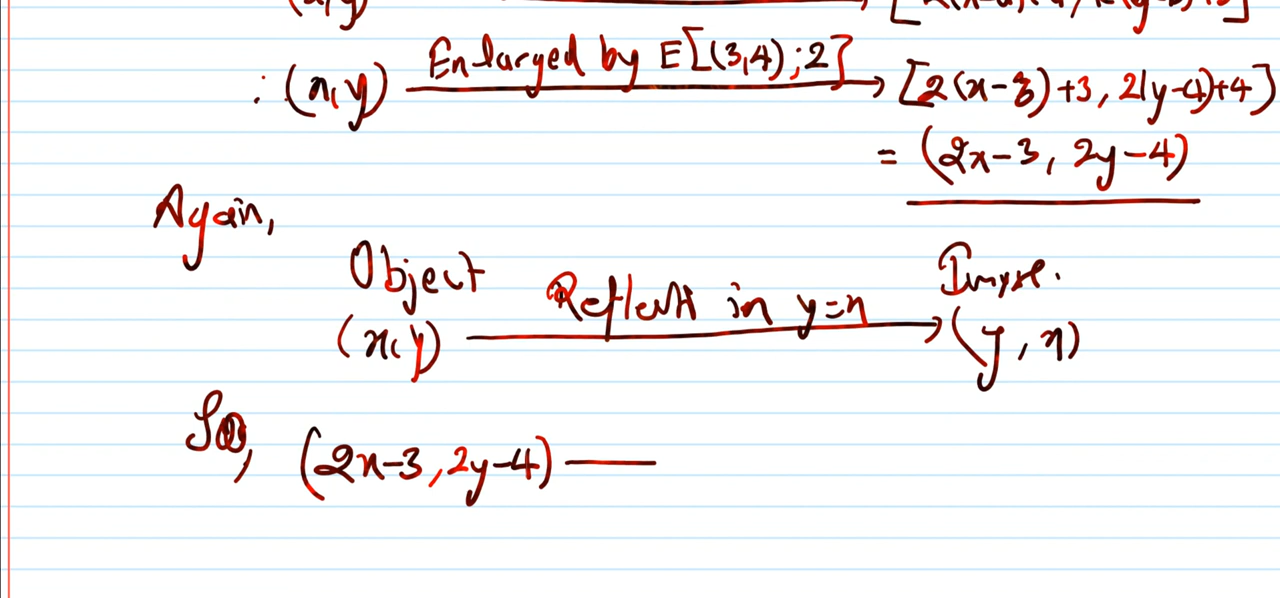 ∴ (x, y) Enlarged by E[(3,4);2] → [2(x-3)+3, 2(y-4)+4]
= (2x-3, 2y-4)
Again,
Object Reflect in y=x Image.
(x, y) → (y, x)
So, (2x-3, 2y-4) —